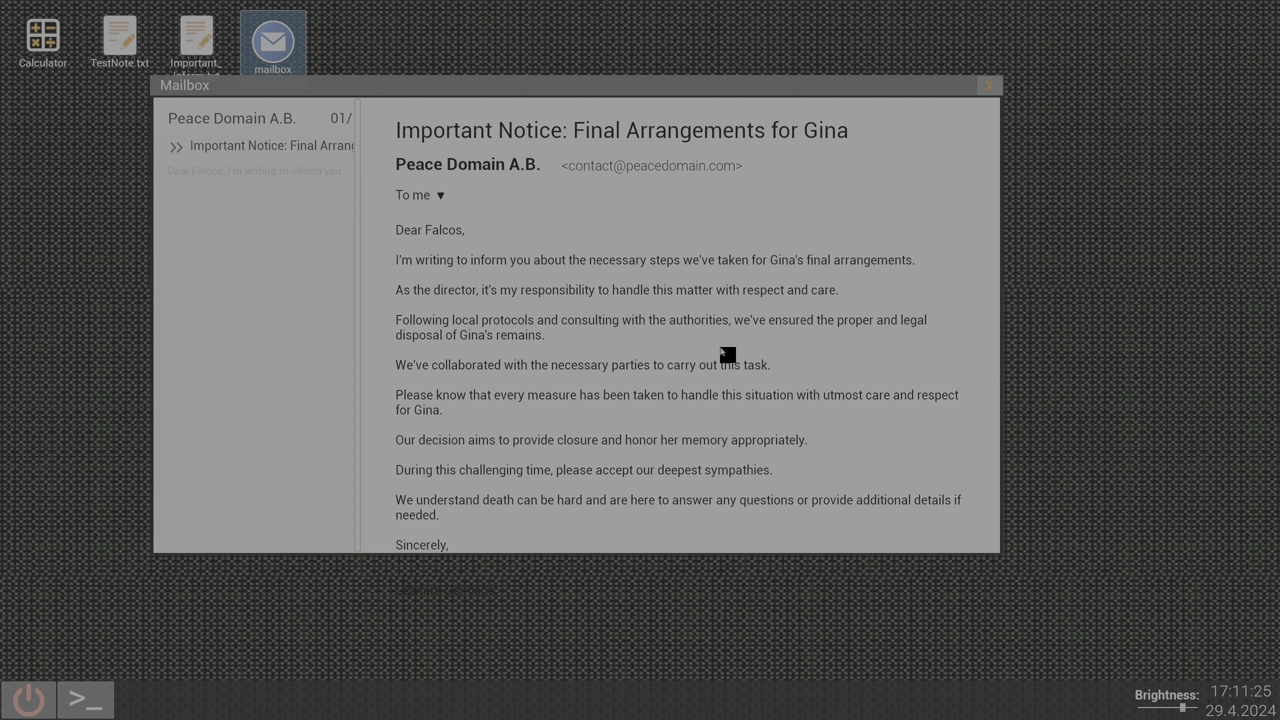 Calculator
TestNote.txt
Important_
mailbox
Mailbox
X
Peace Domain A.B. 01/
Important Notice: Final Arrang
Dear Falcos, I'm writing to inform you.
Important Notice: Final Arrangements for Gina
Peace Domain A.B. <contact@peacedomain.com>
To me ▼
Dear Falcos,
I'm writing to inform you about the necessary steps we've taken for Gina's final arrangements.
As the director, it's my responsibility to handle this matter with respect and care.
Following local protocols and consulting with the authorities, we've ensured the proper and legal
disposal of Gina's remains.
We've collaborated with the necessary parties to carry out this task.
Please know that every measure has been taken to handle this situation with utmost care and respect
for Gina.
Our decision aims to provide closure and honor her memory appropriately.
During this challenging time, please accept our deepest sympathies.
We understand death can be hard and are here to answer any questions or provide additional details if
needed.
Sincerely,
>_
Brightness:
17:11:25
29.4.2024